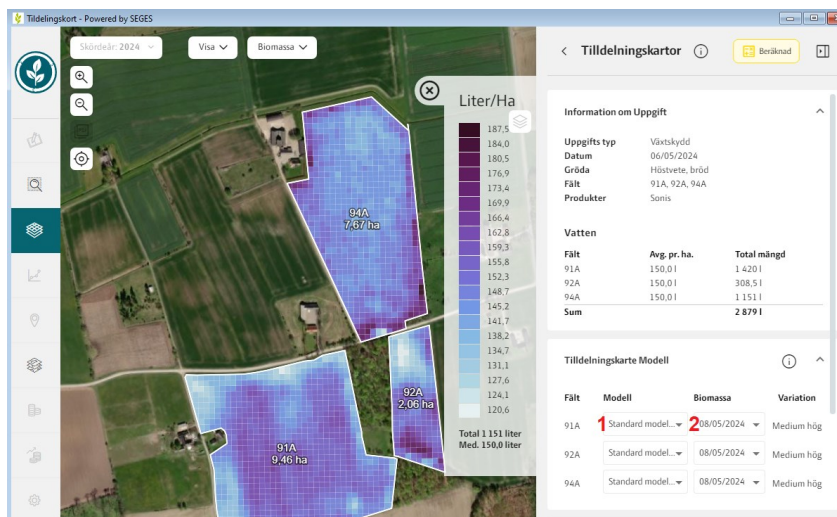 Tildelingskort - Powered by SEGES
Skördeår: 2024
Visa
Biomassa
Liter/Ha
187,5
184,0
180,5
176,9
173,4
169,9
166,4
162,8
159,3
155,8
152,3
148,7
145,2
141,7
138,2
134,7
131,1
127,6
124,1
120,6
Total 1 151 liter
Med. 150,0 liter
94A
7,67 ha
92A
2,06 ha
91A
9,46 ha
Tilldelningskartor
Beräknad
Information om Uppgift
Uppgifts typ Växtskydd
Datum 06/05/2024
Gröda Höstvete, bröd
Fält 91A, 92A, 94A
Produkter Sonis
Vatten
Fält Avg. pr. ha. Total mängd
91A 150,0 l 1 420 l
92A 150,0 l 308,5 l
94A 150,0 l 1 151 l
Sum 2 879 l
Tilldelningskarte Modell
Fält Modell Biomassa Variation
91A 1 Standard model... 2 08/05/2024 Medium hög
92A Standard model... 08/05/2024 Medium hög
94A Standard model... 08/05/2024 Medium hög